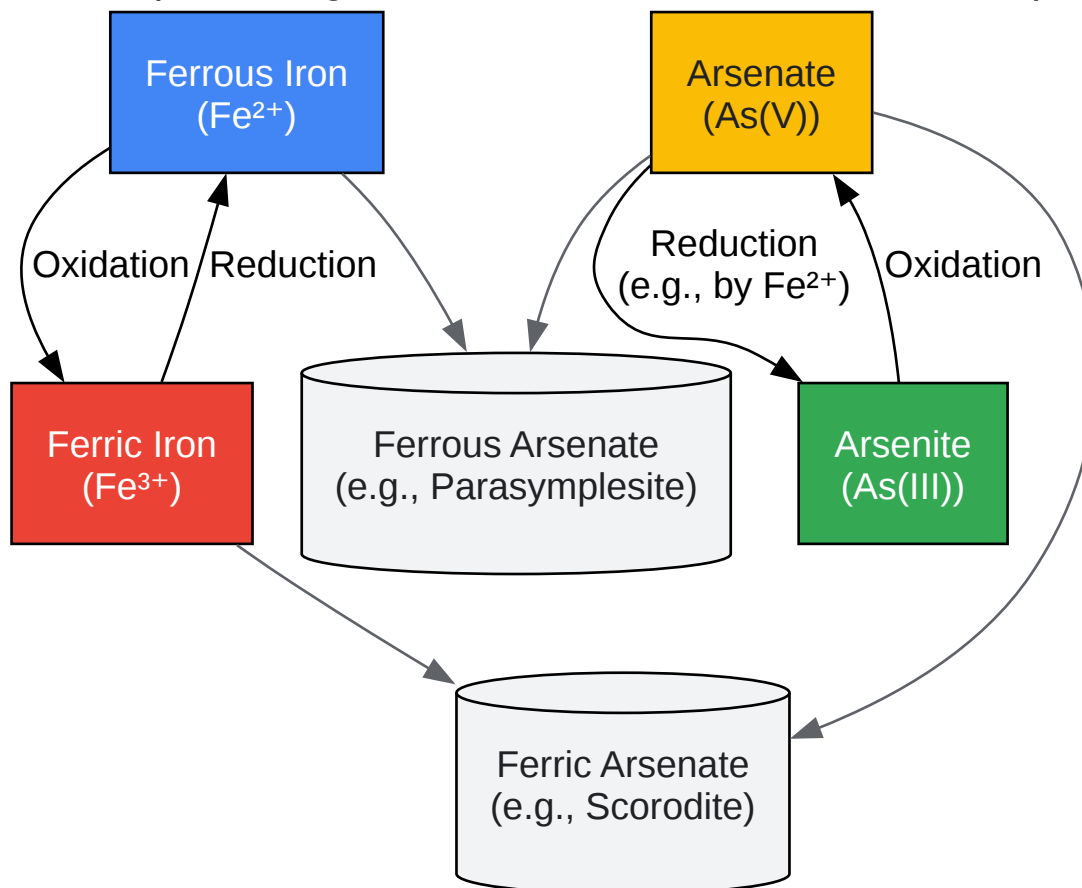 Ferrous Iron
(Fe²⁺)
Arsenate
(As(V))
Oxidation
Reduction
Reduction
(e.g., by Fe²⁺)
Oxidation
Ferric Iron
(Fe³⁺)
Ferrous Arsenate
(e.g., Parasymplesite)
Arsenite
(As(III))
Ferric Arsenate
(e.g., Scorodite)